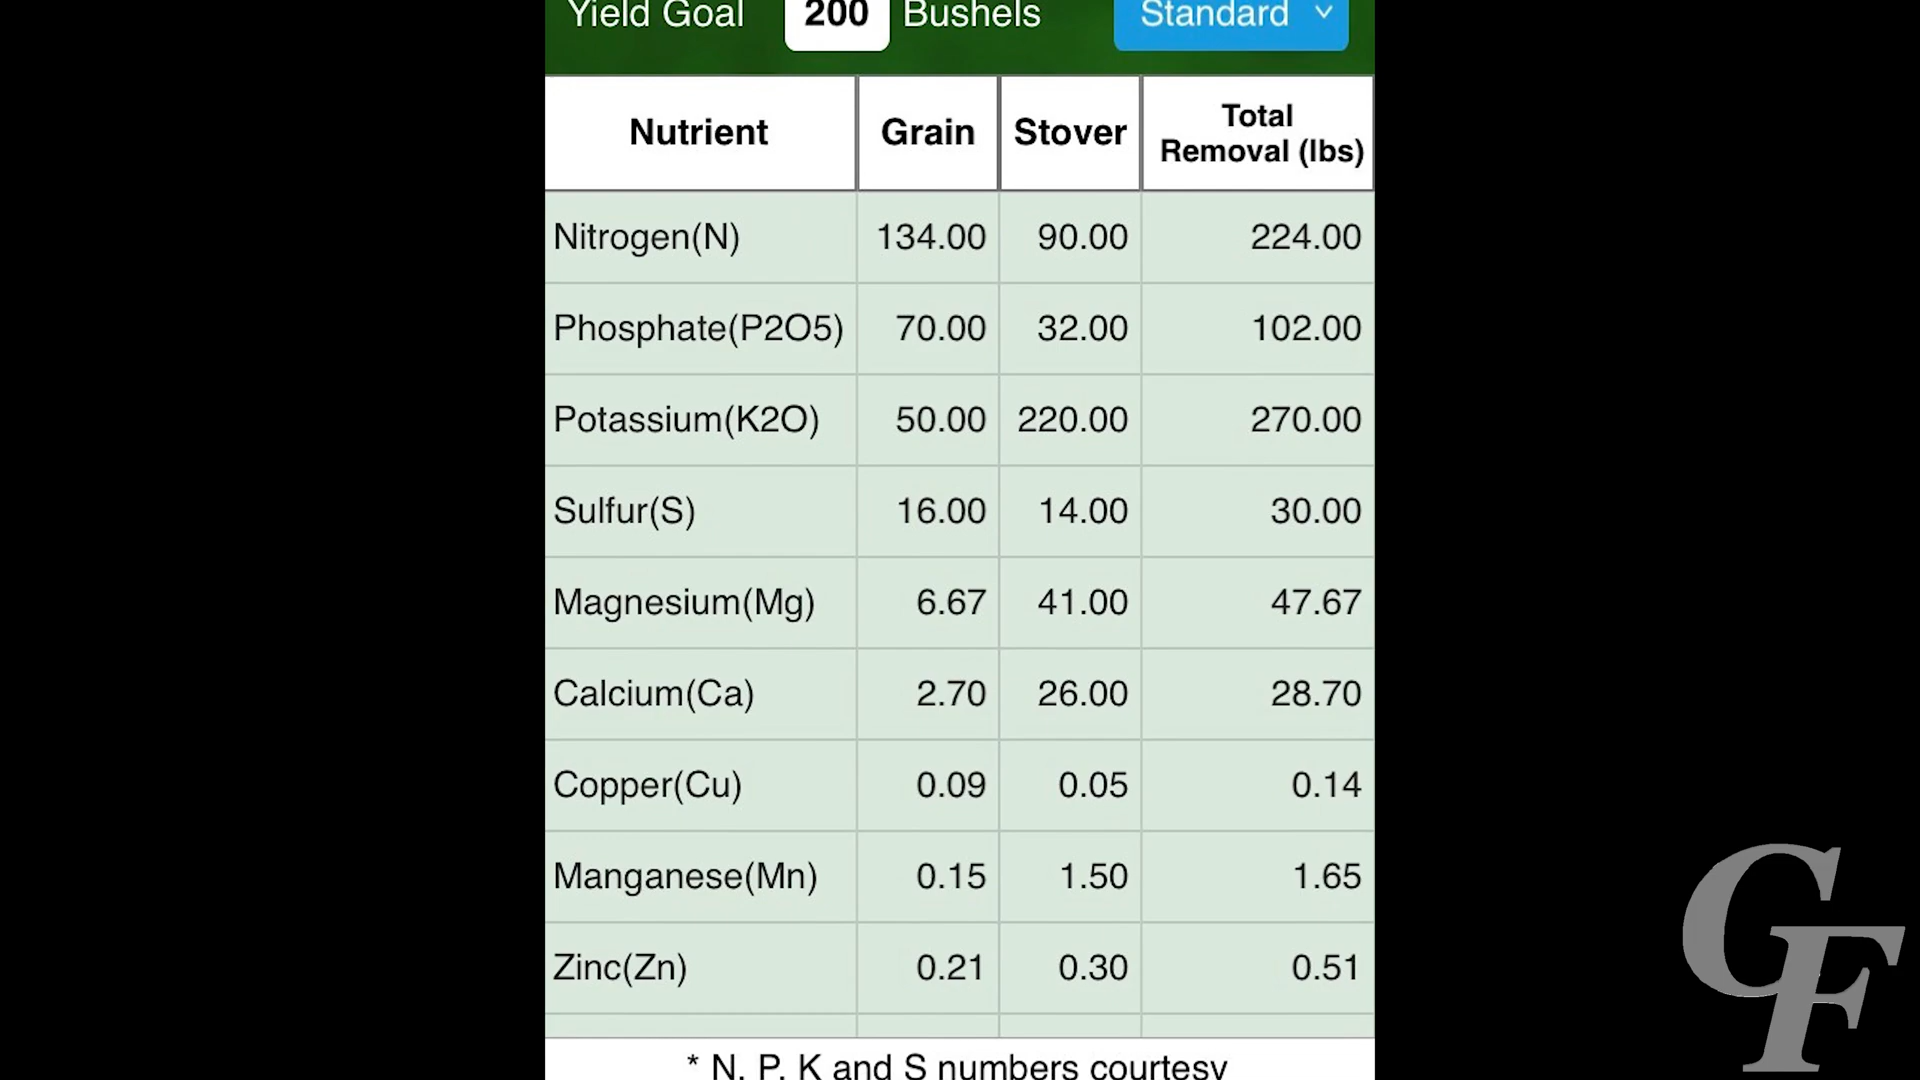 Yield Goal 200 Bushels Standard
Nutrient Grain Stover Total Removal (lbs)
Nitrogen(N) 134.00 90.00 224.00
Phosphate(P2O5) 70.00 32.00 102.00
Potassium(K2O) 50.00 220.00 270.00
Sulfur(S) 16.00 14.00 30.00
Magnesium(Mg) 6.67 41.00 47.67
Calcium(Ca) 2.70 26.00 28.70
Copper(Cu) 0.09 0.05 0.14
Manganese(Mn) 0.15 1.50 1.65
Zinc(Zn) 0.21 0.30 0.51
* N, P, K and S numbers courtesy
GF